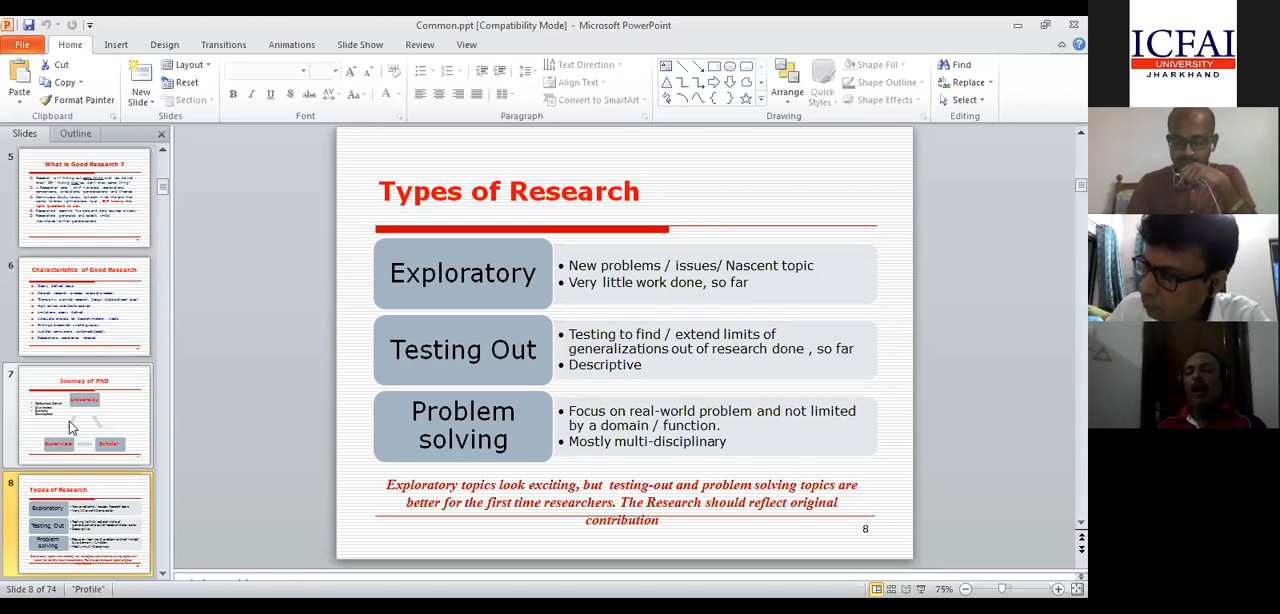 Common.ppt [Compatibility Mode] - Microsoft PowerPoint
File Home Insert Design Transitions Animations Slide Show Review View
Cut
Copy
Format Painter
Paste
Clipboard
New
Slide
Layout
Reset
Section
Slides
Font
Text Direction
Align Text
Convert to SmartArt
Paragraph
Arrange
Quick
Styles
Shape Fill
Shape Outline
Shape Effects
Drawing
Find
Replace
Select
Editing
Slides Outline
5
What is Good Research ?
6
Characteristics of Good Research
7
Journey of PhD
University
Supervisor
Scholar
8
Types of Research
Exploratory
Testing Out
Problem
solving
Types of Research
Exploratory
• New problems / issues/ Nascent topic
• Very little work done, so far
Testing Out
• Testing to find / extend limits of
generalizations out of research done , so far
• Descriptive
Problem
solving
• Focus on real-world problem and not limited
by a domain / function.
• Mostly multi-disciplinary
Exploratory topics look exciting, but testing-out and problem solving topics are
better for the first time researchers. The Research should reflect original
contribution
8
Slide 8 of 74 "Profile"
75%
ICFAI
UNIVERSITY
JHARKHAND